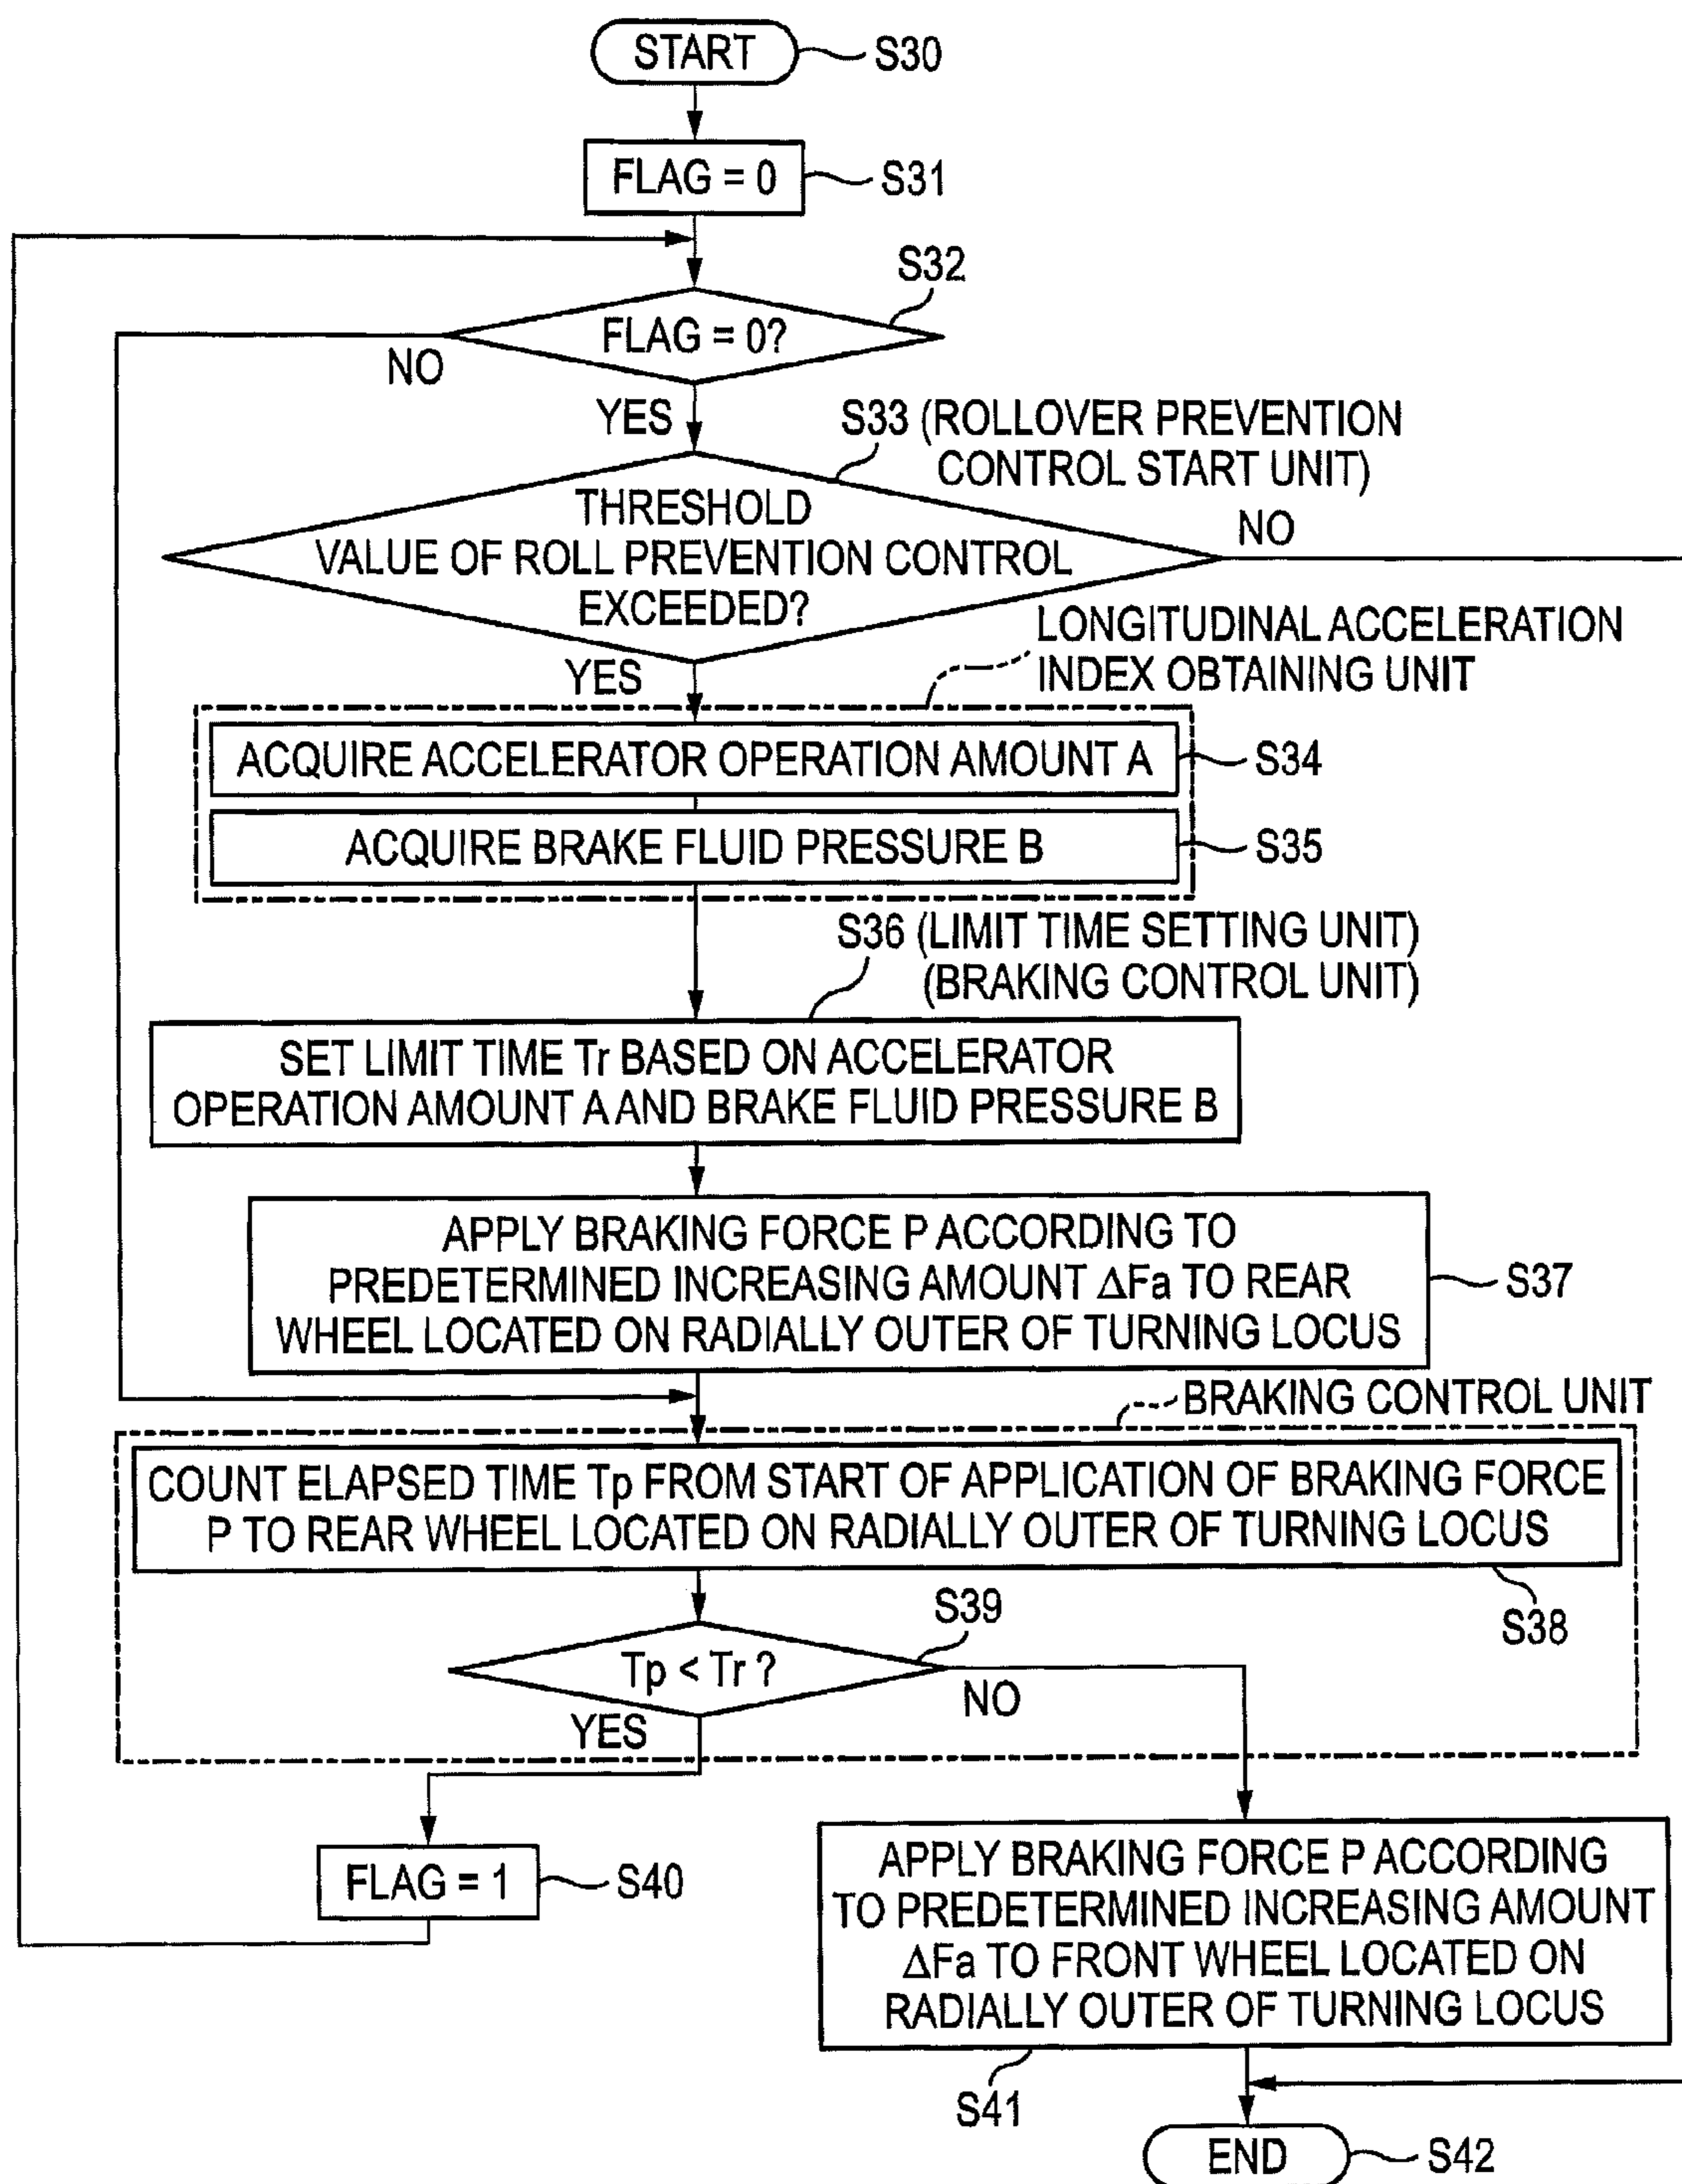 START
S30
FLAG = 0
S31
S32
FLAG = 0?
NO
YES
S33 (ROLLOVER PREVENTION
CONTROL START UNIT)
THRESHOLD
VALUE OF ROLL PREVENTION CONTROL
EXCEEDED?
NO
YES
LONGITUDINAL ACCELERATION
INDEX OBTAINING UNIT
ACQUIRE ACCELERATOR OPERATION AMOUNT A
S34
ACQUIRE BRAKE FLUID PRESSURE B
S35
S36 (LIMIT TIME SETTING UNIT)
(BRAKING CONTROL UNIT)
SET LIMIT TIME Tr BASED ON ACCELERATOR
OPERATION AMOUNT A AND BRAKE FLUID PRESSURE B
APPLY BRAKING FORCE P ACCORDING TO
PREDETERMINED INCREASING AMOUNT ΔFa TO REAR
WHEEL LOCATED ON RADIALLY OUTER OF TURNING LOCUS
S37
BRAKING CONTROL UNIT
COUNT ELAPSED TIME Tp FROM START OF APPLICATION OF BRAKING FORCE
P TO REAR WHEEL LOCATED ON RADIALLY OUTER OF TURNING LOCUS
S38
S39
Tp < Tr ?
NO
YES
FLAG = 1
S40
APPLY BRAKING FORCE P ACCORDING
TO PREDETERMINED INCREASING AMOUNT
ΔFa TO FRONT WHEEL LOCATED ON
RADIALLY OUTER OF TURNING LOCUS
S41
END
S42